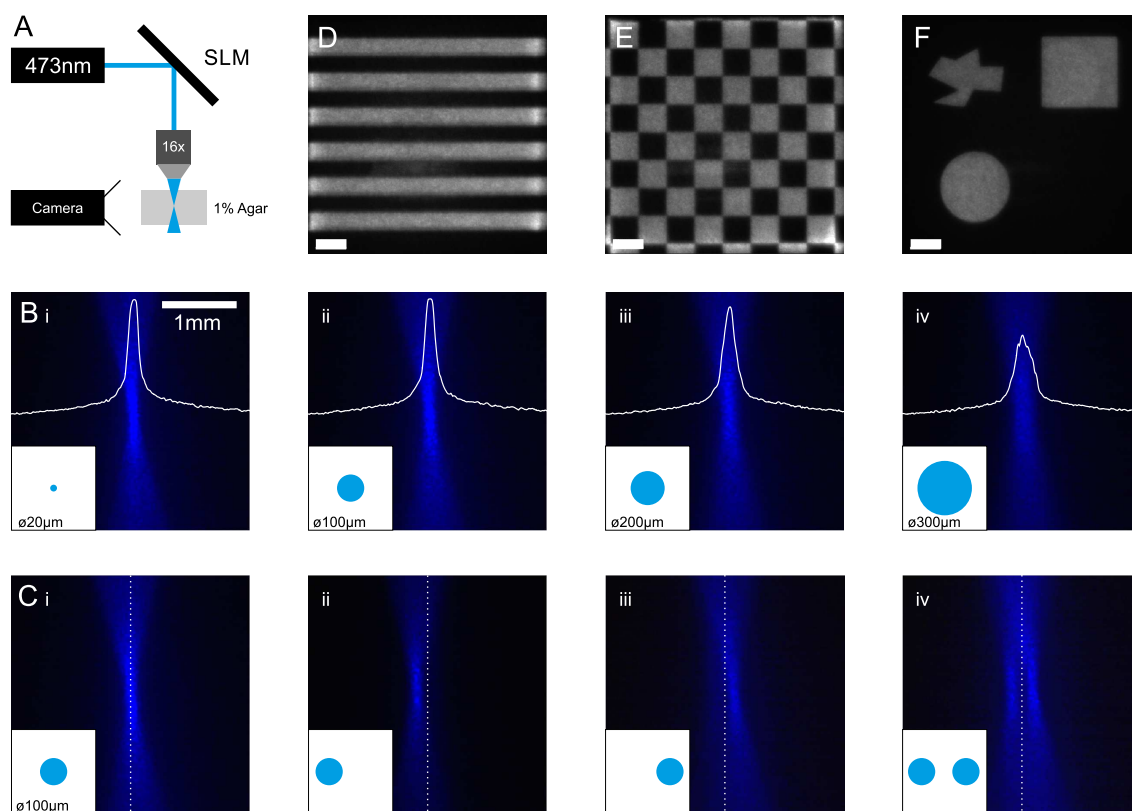 A
473nm
SLM
16x
Camera
1% Agar
D
E
F
B i
1mm
ø20µm
ii
ø100µm
iii
ø200µm
iv
ø300µm
C i
ø100µm
ii
iii
iv